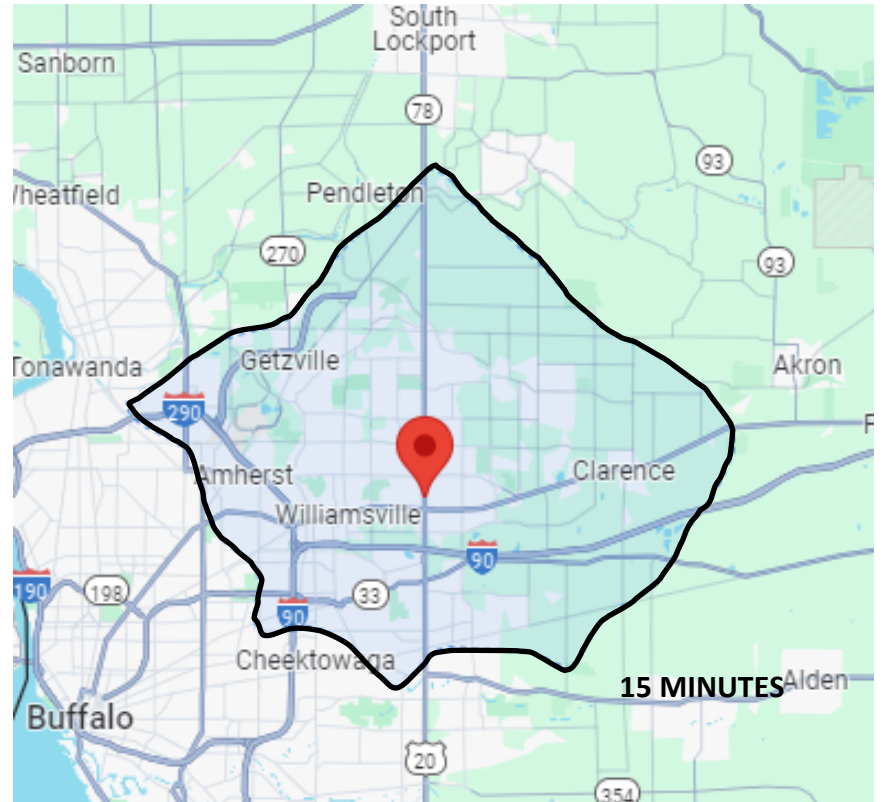 South
Lockport
Sanborn
78
93
Wheatfield
Pendleton
270
93
Tonawanda
Getzville
Akron
290
Amherst
Clarence
Williamsville
90
190
198
33
90
Cheektowaga
15 MINUTES
Alden
Buffalo
20
354